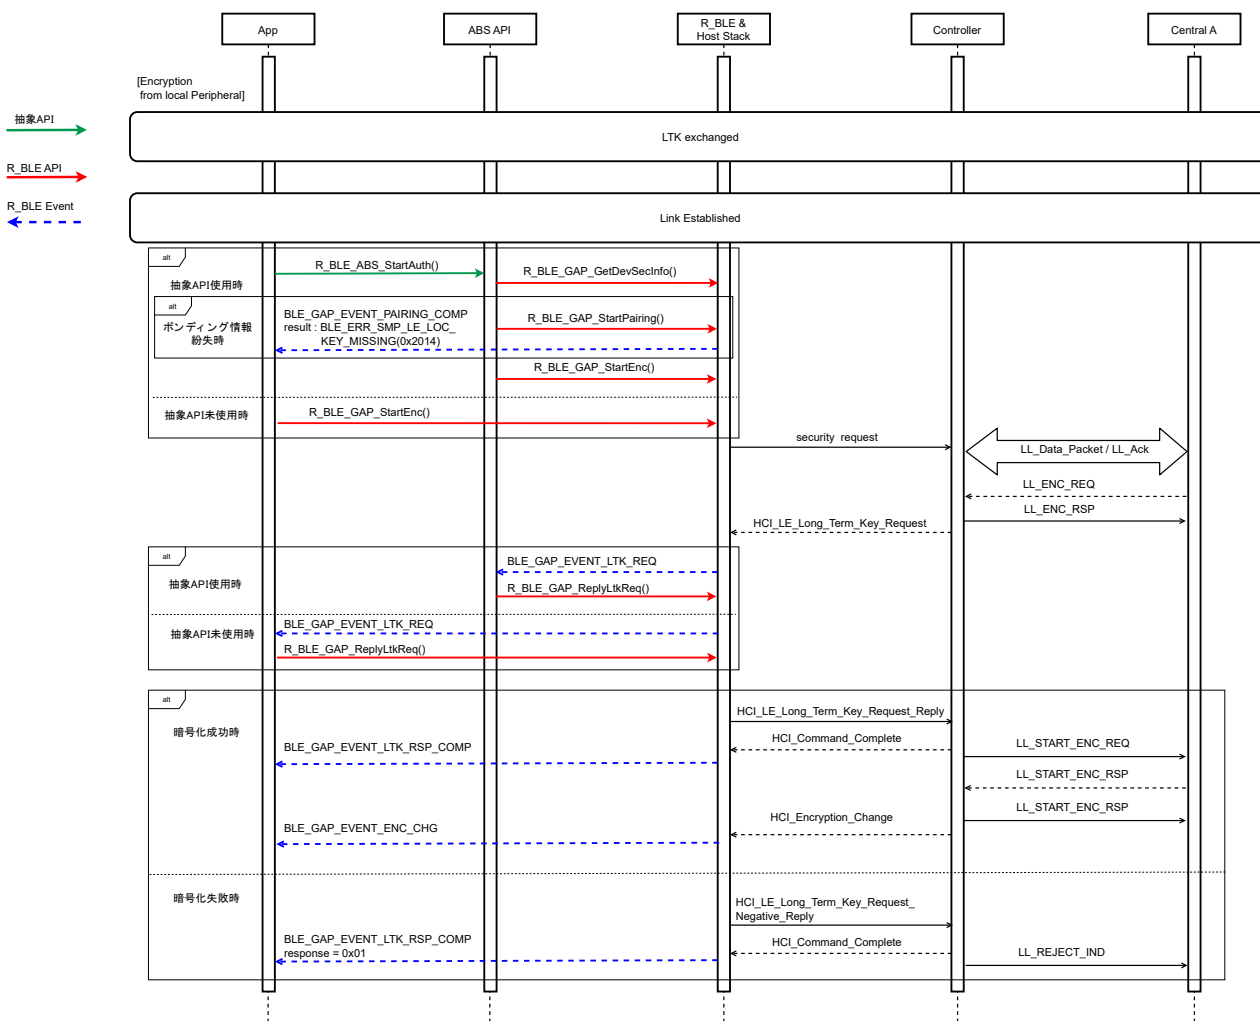 App
ABS API
R_BLE &
Host Stack
Controller
Central A
[Encryption
from local Peripheral]
抽象API
R_BLE API
R_BLE Event
LTK exchanged
Link Established
alt
抽象API使用時
R_BLE_ABS_StartAuth()
R_BLE_GAP_GetDevSecInfo()
alt
ボンディング情報
紛失時
BLE_GAP_EVENT_PAIRING_COMP
result : BLE_ERR_SMP_LE_LOC_
KEY_MISSING(0x2014)
R_BLE_GAP_StartPairing()
R_BLE_GAP_StartEnc()
抽象API未使用時
R_BLE_GAP_StartEnc()
security request
LL_Data_Packet / LL_Ack
LL_ENC_REQ
LL_ENC_RSP
HCI_LE_Long_Term_Key_Request
alt
抽象API使用時
BLE_GAP_EVENT_LTK_REQ
R_BLE_GAP_ReplyLtkReq()
抽象API未使用時
BLE_GAP_EVENT_LTK_REQ
R_BLE_GAP_ReplyLtkReq()
alt
暗号化成功時
HCI_LE_Long_Term_Key_Request_Reply
HCI_Command_Complete
BLE_GAP_EVENT_LTK_RSP_COMP
LL_START_ENC_REQ
LL_START_ENC_RSP
LL_START_ENC_RSP
HCI_Encryption_Change
BLE_GAP_EVENT_ENC_CHG
暗号化失敗時
HCI_LE_Long_Term_Key_Request_
Negative_Reply
HCI_Command_Complete
BLE_GAP_EVENT_LTK_RSP_COMP
response = 0x01
LL_REJECT_IND